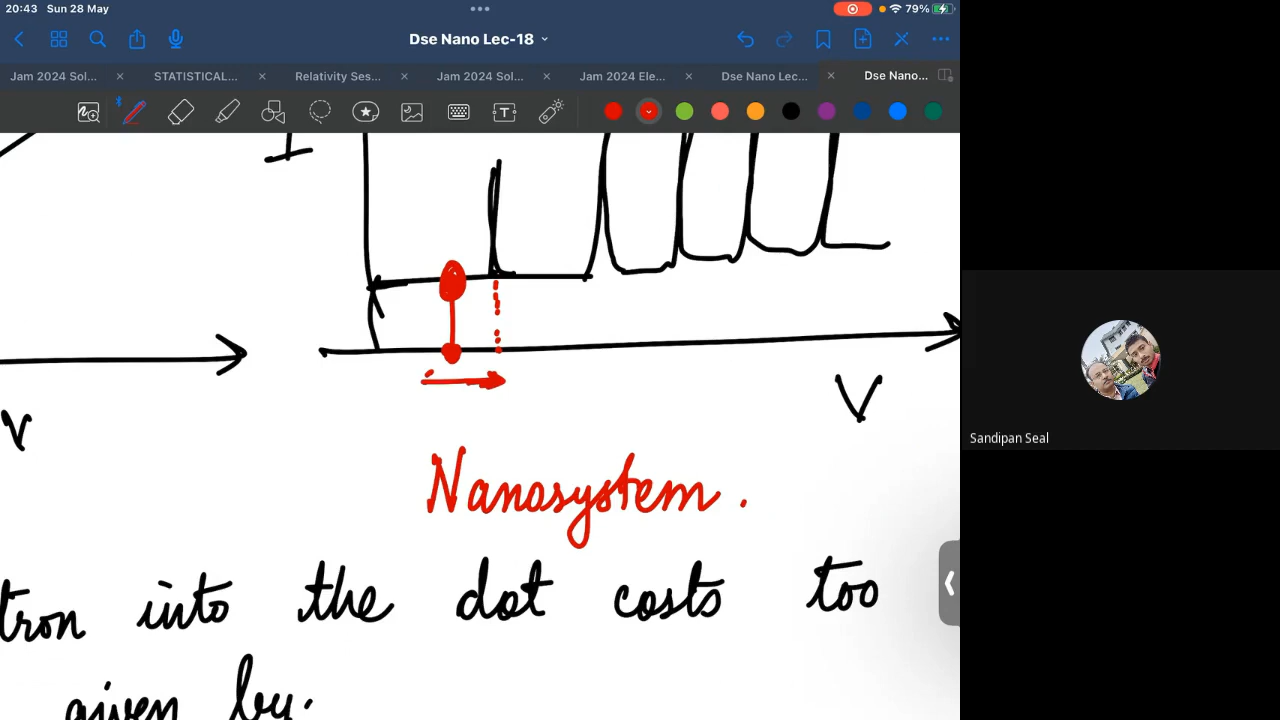 20:43 Sun 28 May
79%
Dse Nano Lec-18
Jam 2024 Sol...
STATISTICAL...
Relativity Ses...
Jam 2024 Sol...
Jam 2024 Ele...
Dse Nano Lec...
Dse Nano...
I
V
V
Nanosystem.
tron into the dot costs too
given by.
Sandipan Seal